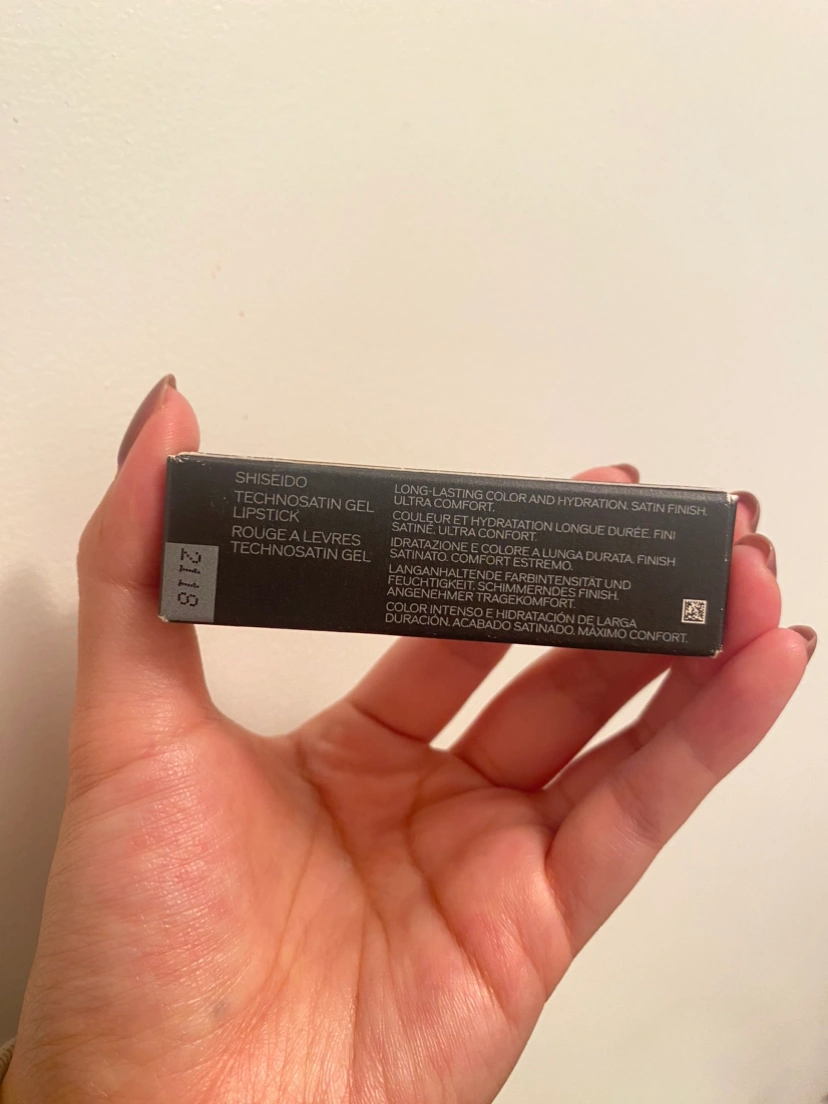 SHISEIDO
TECHNOSATIN GEL
LIPSTICK
ROUGE A LEVRES
TECHNOSATIN GEL
LONG-LASTING COLOR AND HYDRATION. SATIN FINISH.
ULTRA COMFORT.
COULEUR ET HYDRATATION LONGUE DURÉE. FINI
SATINÉ. ULTRA CONFORT.
IDRATAZIONE E COLORE A LUNGA DURATA. FINISH
SATINATO. COMFORT ESTREMO.
LANGANHALTENDE FARBINTENSITÄT UND
FEUCHTIGKEIT. SCHIMMERNDES FINISH.
ANGENEHMER TRAGEKOMFORT.
COLOR INTENSO E HIDRATACIÓN DE LARGA
DURACIÓN. ACABADO SATINADO. MÁXIMO CONFORT.